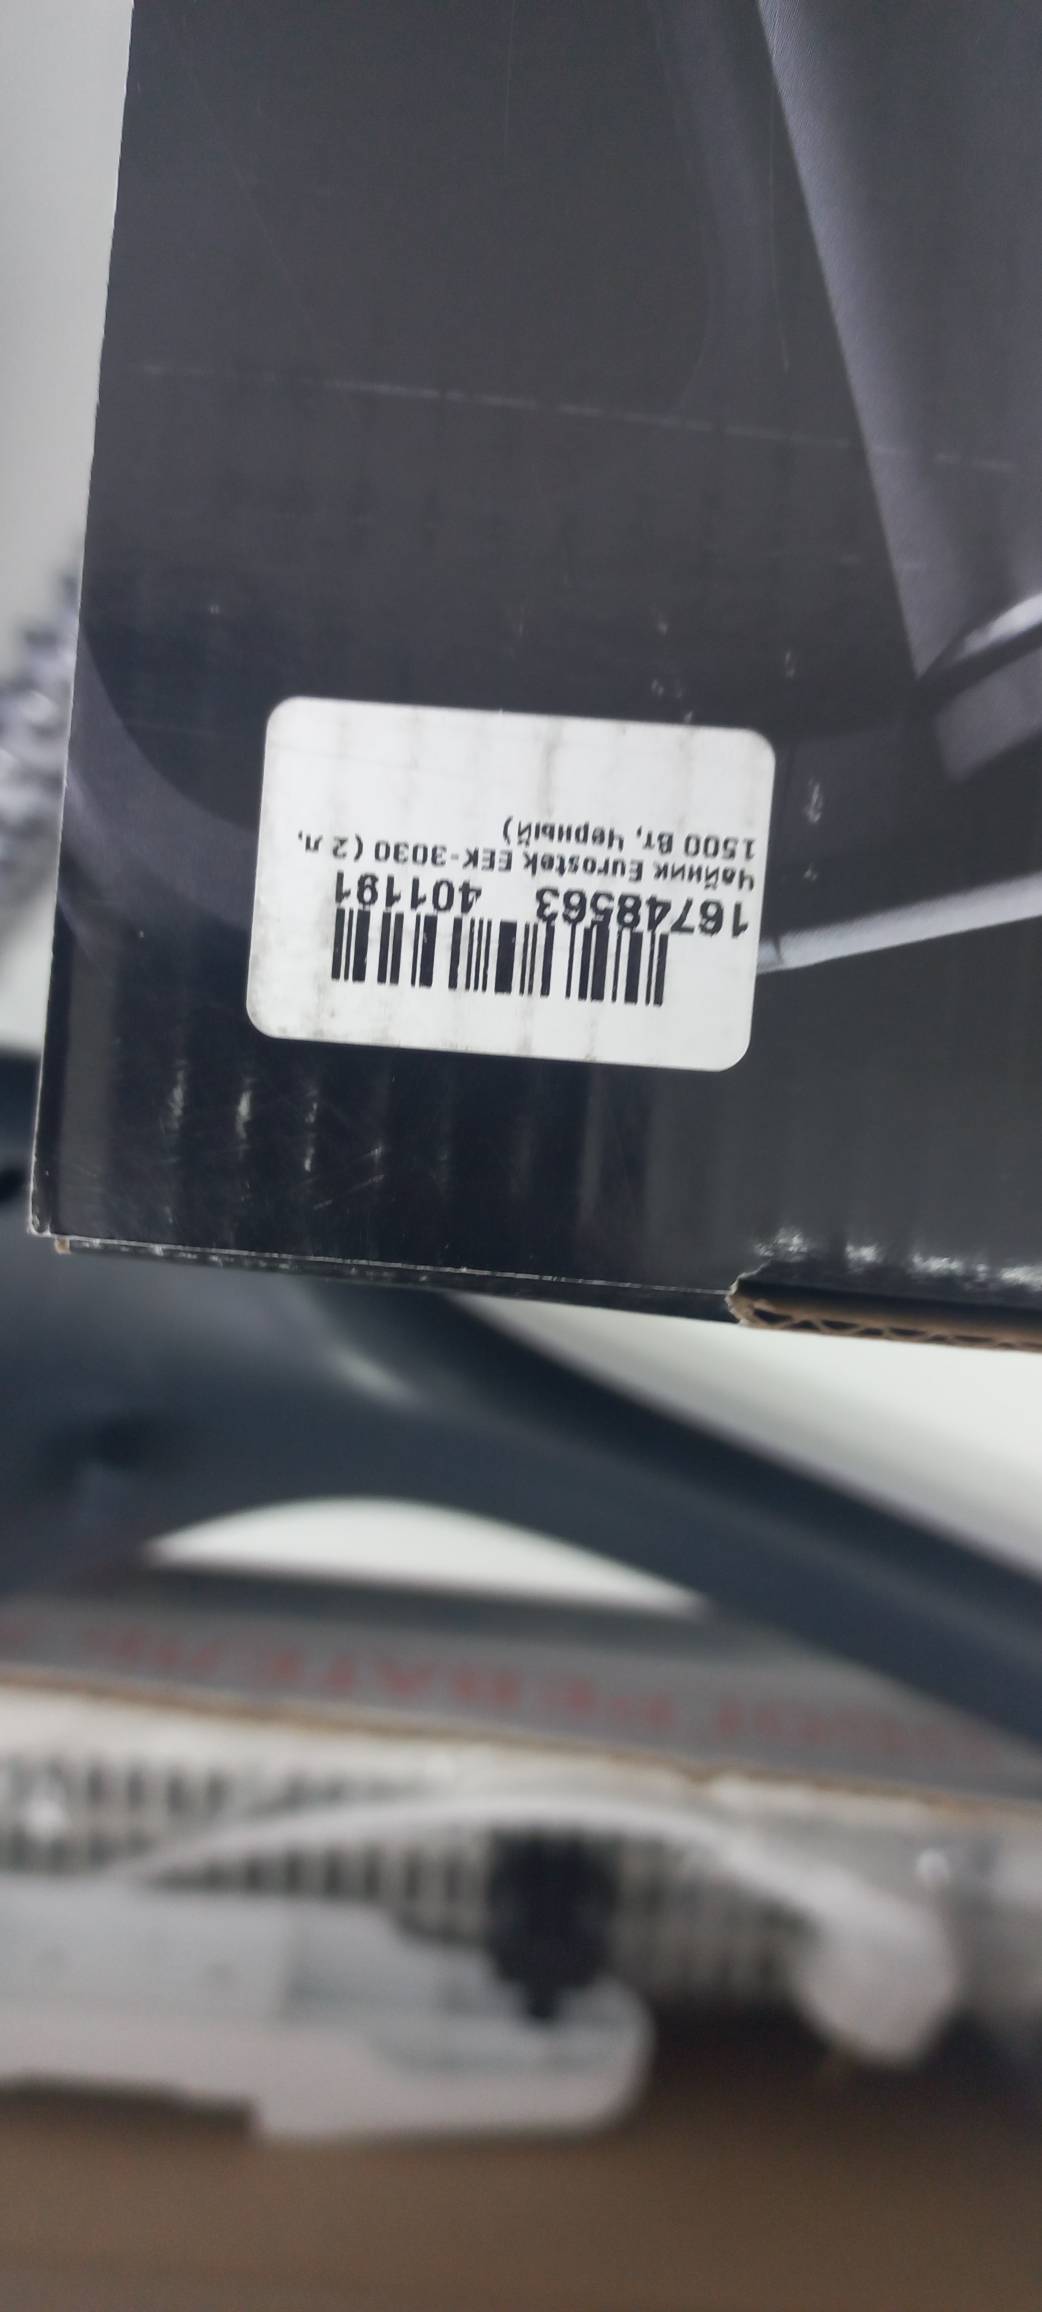 16748563 401191
Чайник Eurostek EEK-3030 (2 л,
1500 Вт, Черный)